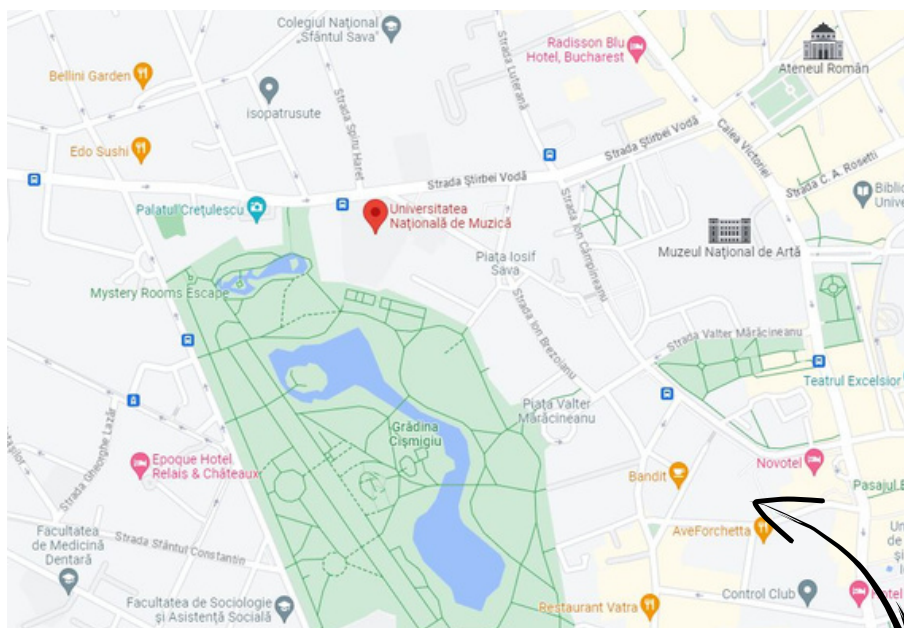 Colegiul Național
„Sfântul Sava"
Radisson Blu
Hotel, Bucharest
Ateneul Român
Bellini Garden
isopatrusute
Strada Luterană
Strada Spiru Haret
Calea Victoriei
Edo Sushi
Strada Știrbei Vodă
Strada Știrbei Vodă
Strada C. A. Rosetti
Palatul Crețulescu
Universitatea
Națională de Muzică
Strada Ion Câmpineanu
Muzeul Național de Artă
Piața Iosif
Sava
Mystery Rooms Escape
Strada Ion Brezoianu
Strada Valter Mărăcineanu
Teatrul Excelsior
Piața Valter
Mărăcineanu
Strada Gheorghe Lazăr
Grădina
Cișmigiu
Epoque Hotel
Relais & Châteaux
Novotel
Bandit
AveForchetta
Facultatea
de Medicină
Dentară
Strada Sfântul Constantin
Control Club
Facultatea de Sociologie
și Asistență Socială
Restaurant Vatra